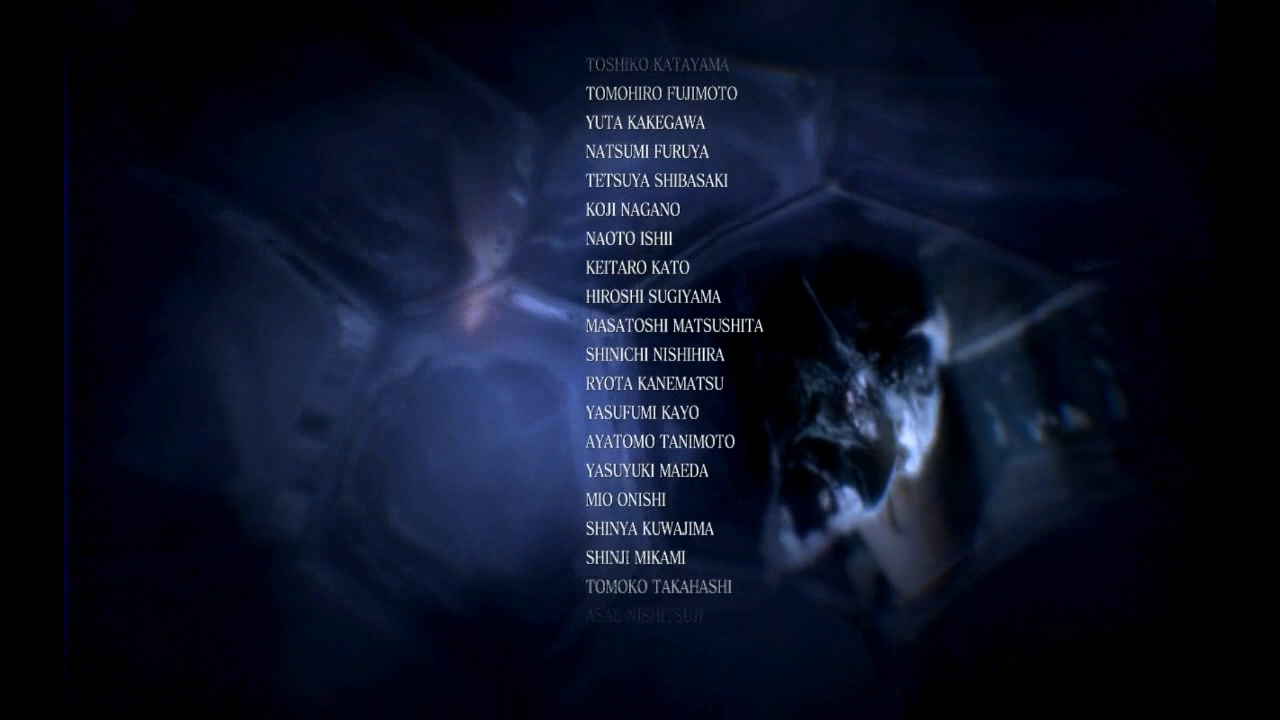 TOSHIKO KATAYAMA
TOMOHIRO FUJIMOTO
YUTA KAKEGAWA
NATSUMI FURUYA
TETSUYA SHIBASAKI
KOJI NAGANO
NAOTO ISHII
KEITARO KATO
HIROSHI SUGIYAMA
MASATOSHI MATSUSHITA
SHINICHI NISHIHIRA
RYOTA KANEMATSU
YASUFUMI KAYO
AYATOMO TANIMOTO
YASUYUKI MAEDA
MIO ONISHI
SHINYA KUWAJIMA
SHINJI MIKAMI
TOMOKO TAKAHASHI
NISHITSUJI